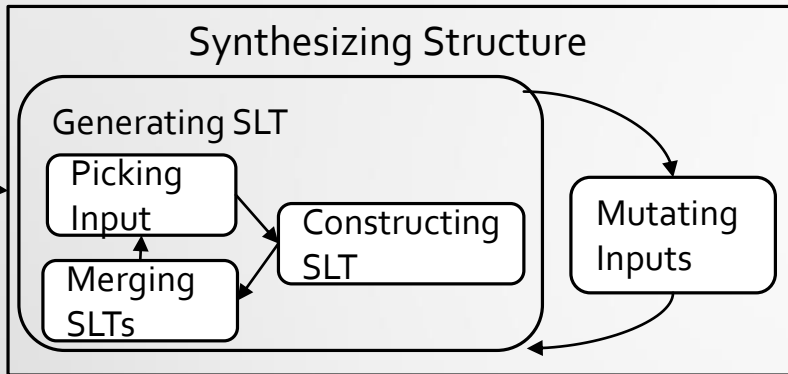 Synthesizing Structure
Generating SLT
Picking
Input
Constructing
SLT
Merging
SLTs
Mutating
Inputs